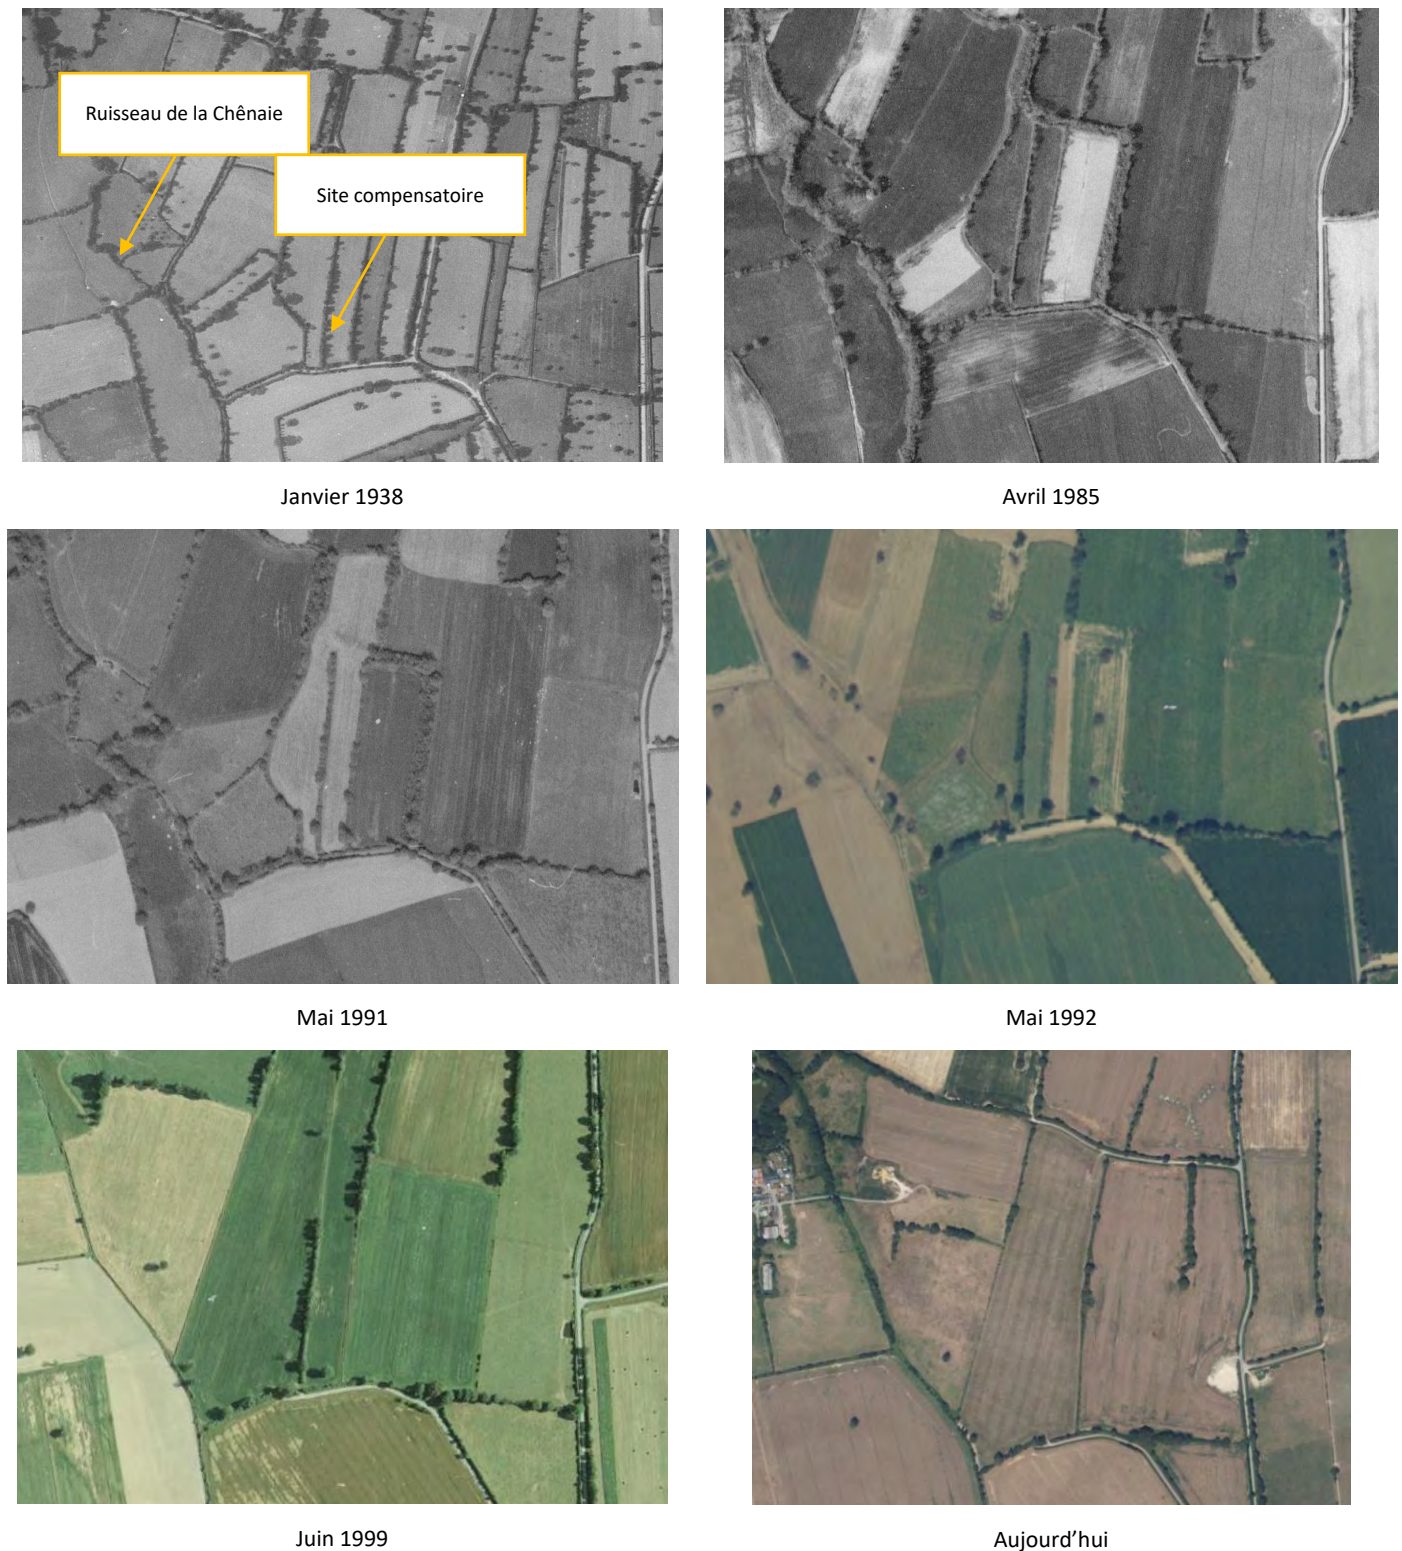 Ruisseau de la Chênaie
Site compensatoire
Janvier 1938
Avril 1985
Mai 1991
Mai 1992
Juin 1999
Aujourd’hui